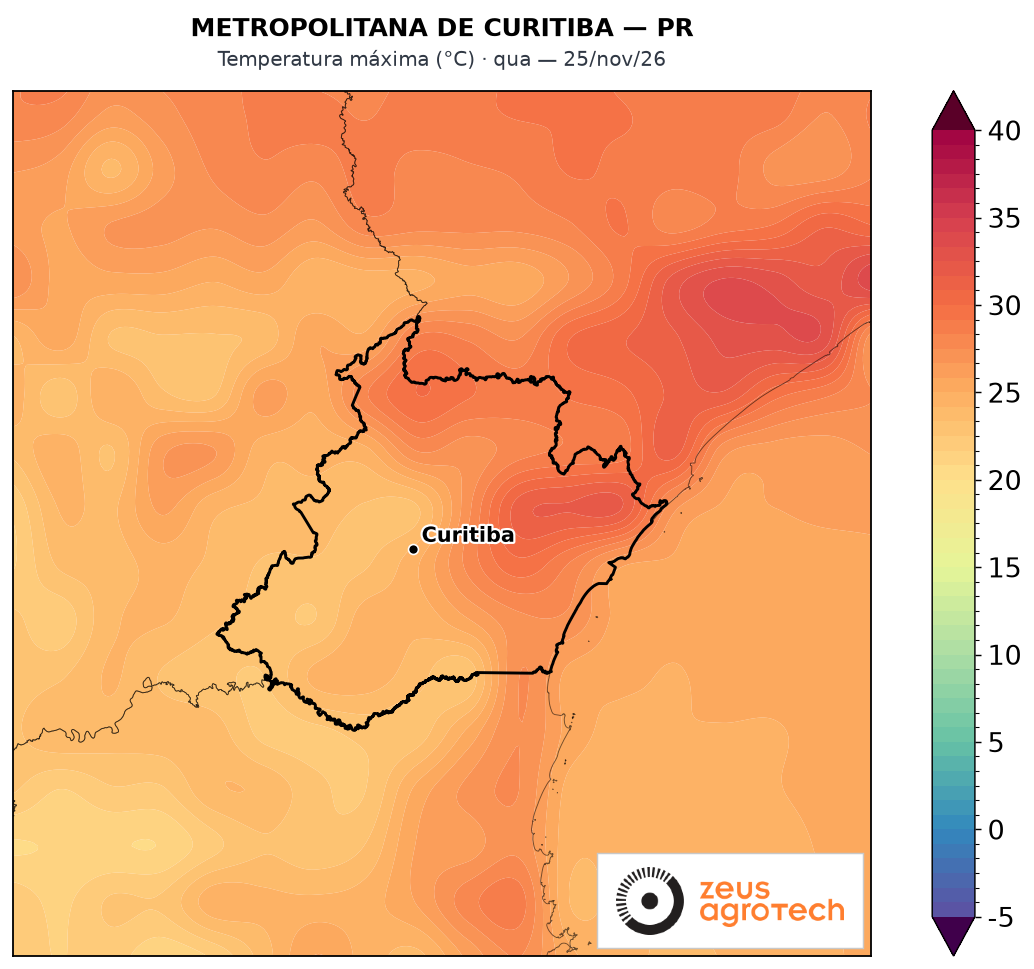 METROPOLITANA DE CURITIBA — PR
Temperatura máxima (°C) · qua — 25/nov/26
40
35
30
25
20
15
10
5
0
-5
Curitiba
zeus
agrotech